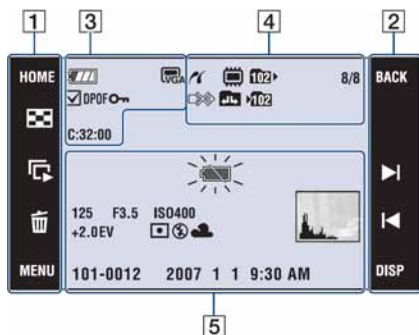 1 3 4 2
HOME VGA 102 8/8 BACK
DPOF 102
C:32:00
125 F3.5 ISO400
+2.0EV
MENU 101-0012 2007 1 1 9:30 AM DISP
5